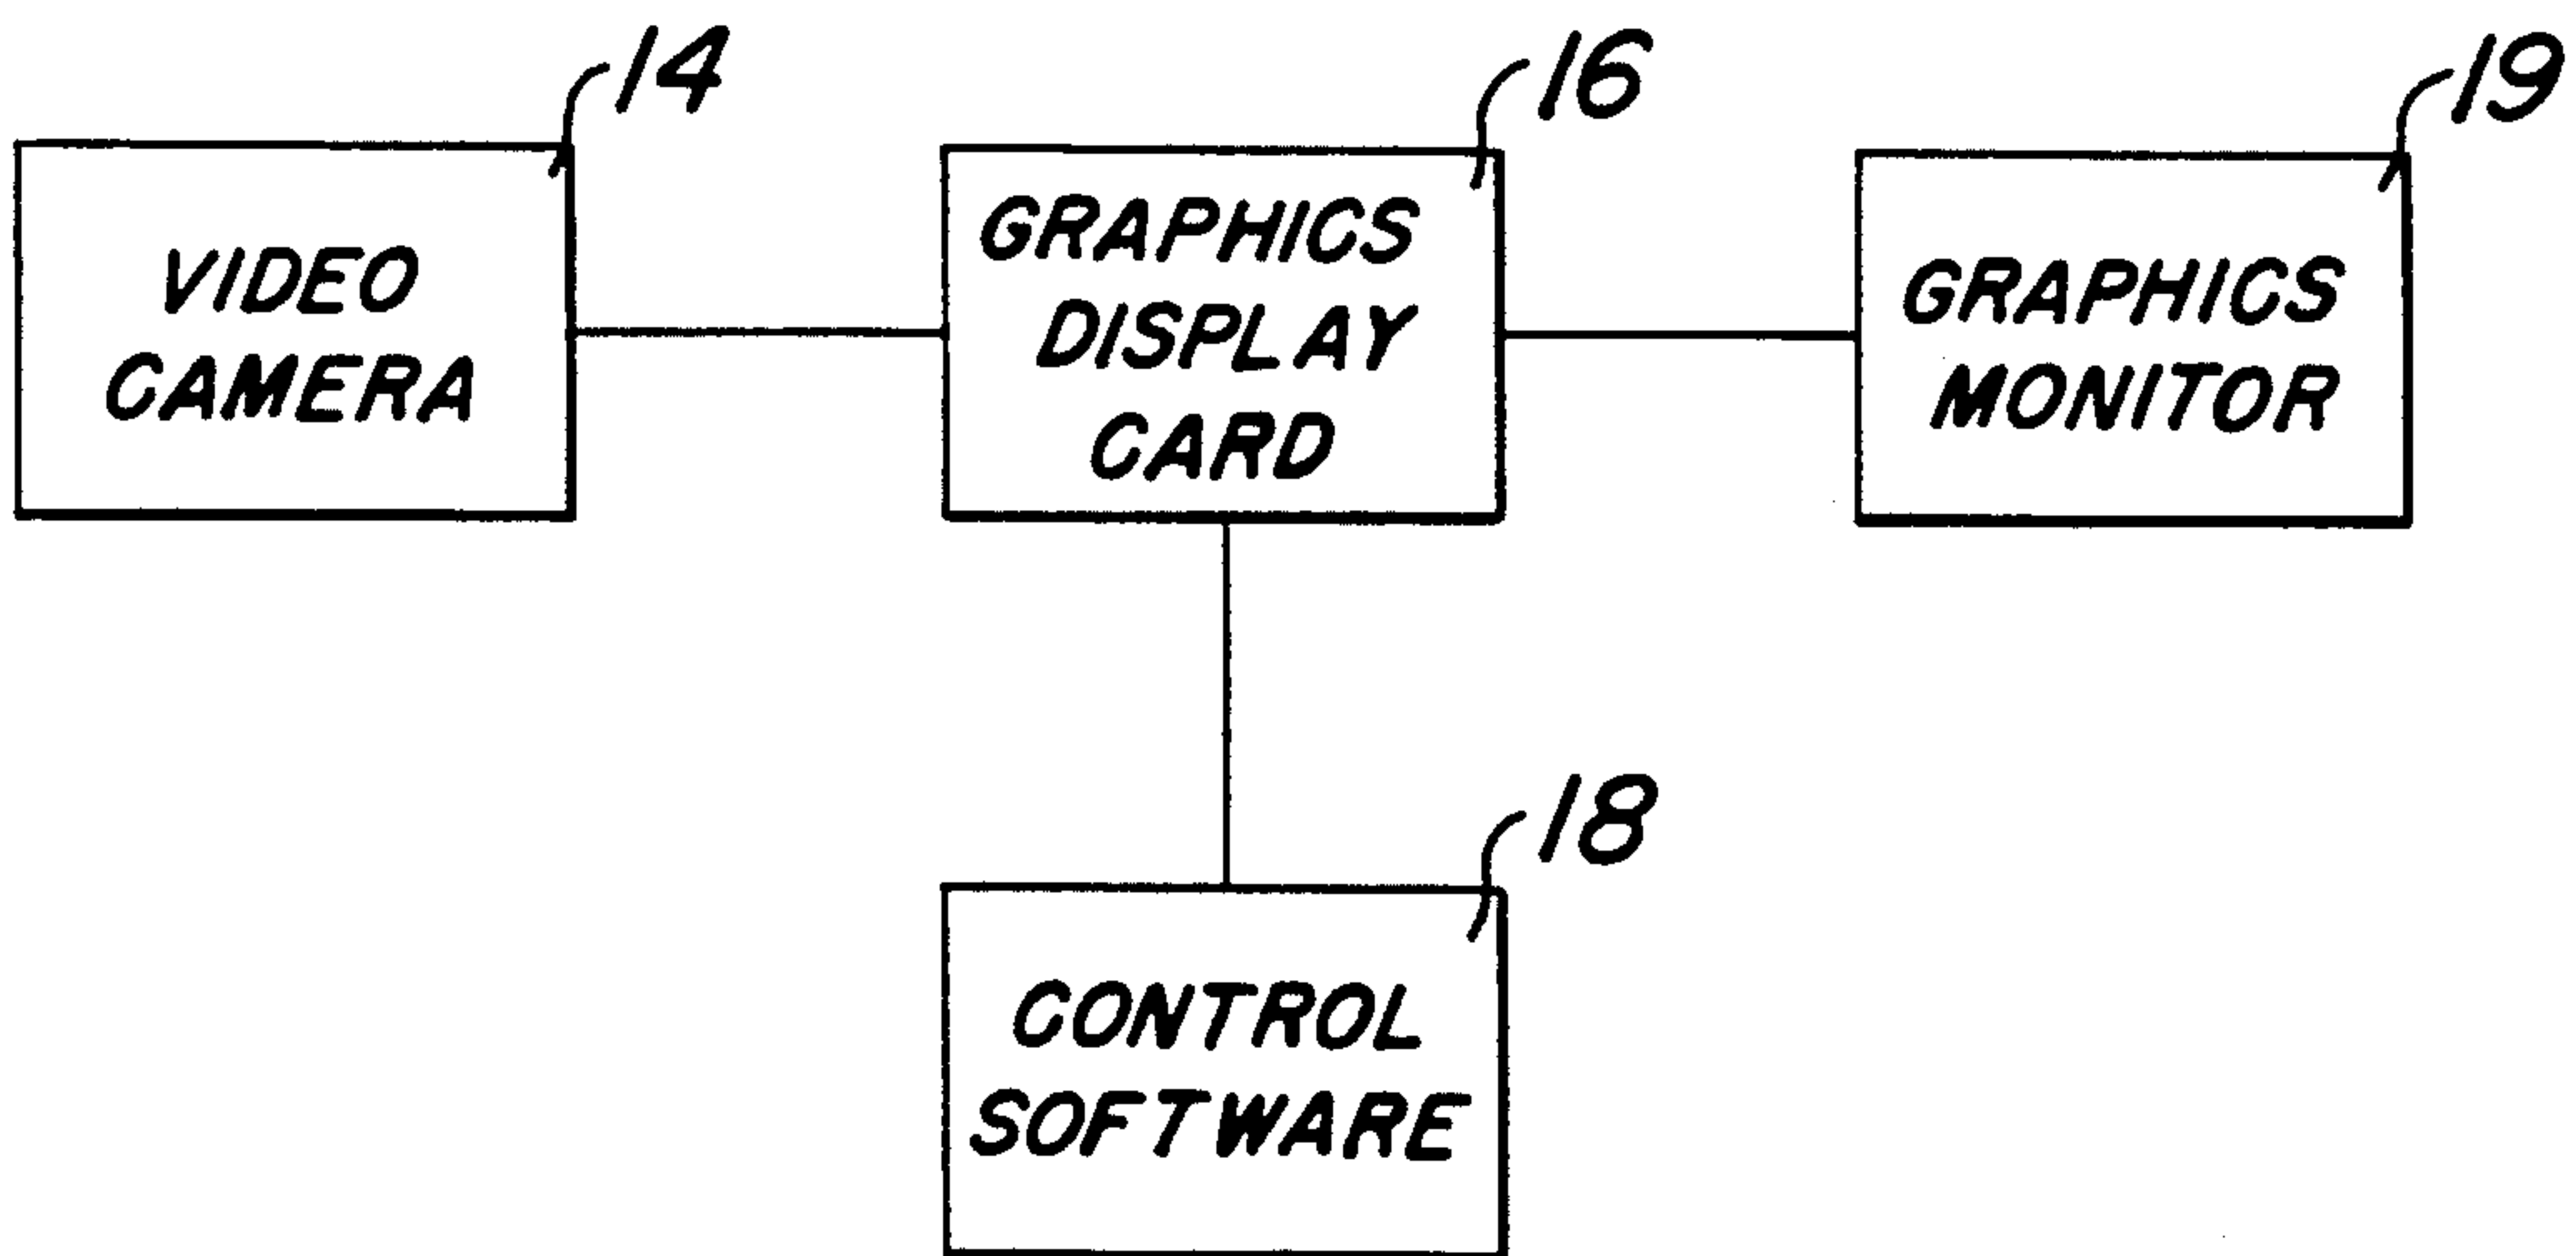 14
VIDEO
CAMERA
16
GRAPHICS
DISPLAY
CARD
19
GRAPHICS
MONITOR
18
CONTROL
SOFTWARE